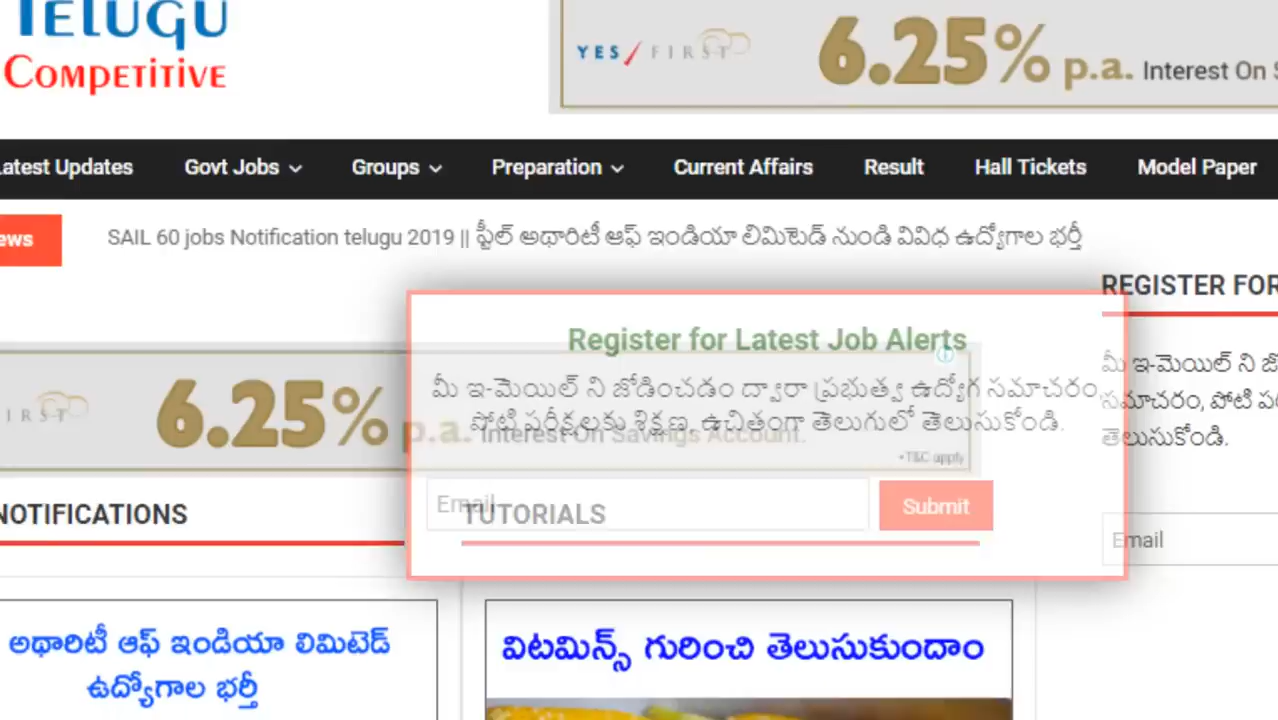 TELUGU
COMPETITIVE
YES FIRST
6.25% p.a. Interest On
Latest Updates Govt Jobs Groups Preparation Current Affairs Result Hall Tickets Model Paper
ews SAIL 60 jobs Notification telugu 2019 || స్టీల్ అథారిటీ ఆఫ్ ఇండియా లిమిటెడ్ నుండి వివిధ ఉద్యోగాల భర్తీ
REGISTER FOR
Register for Latest Job Alerts
మీ ఇ-మెయిల్ ని జోడించడం ద్వారా ప్రభుత్వ ఉద్యోగ సమాచరం,
పోటి పరీక్షలకు శిక్షణ, ఉచితంగా తెలుగులో తెలుసుకోండి.
మీ ఇ-మెయిల్ ని
సమాచరం, పోటి
తెలుసుకోండి.
FIRST
6.25% p.a. Interest On Savings Account.
*T&C apply
Email Submit
Email
NOTIFICATIONS
TUTORIALS
అథారిటీ ఆఫ్ ఇండియా లిమిటెడ్
ఉద్యోగాల భర్తీ
విటమిన్స్ గురించి తెలుసుకుందాం